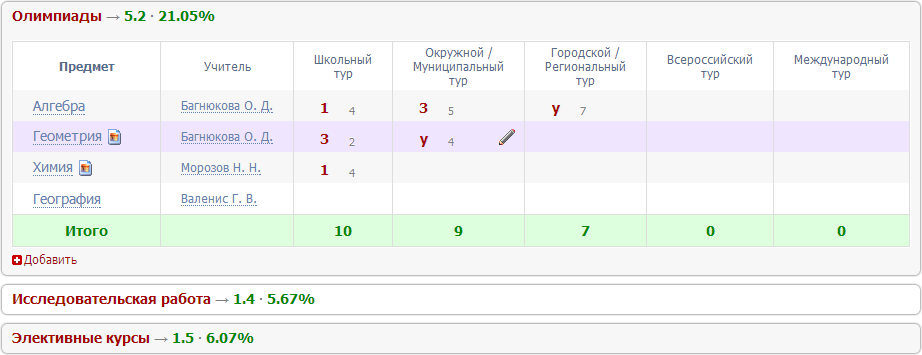 Олимпиады → 5.2 · 21.05%
Предмет Учитель Школьный тур Окружной / Муниципальный тур Городской / Региональный тур Всероссийский тур Международный тур
Алгебра Багнюкова О. Д. 1 4 3 5 у 7
Геометрия Багнюкова О. Д. 3 2 у 4
Химия Морозов Н. Н. 1 4
География Валенис Г. В.
Итого 10 9 7 0 0
Добавить
Исследовательская работа → 1.4 · 5.67%
Элективные курсы → 1.5 · 6.07%